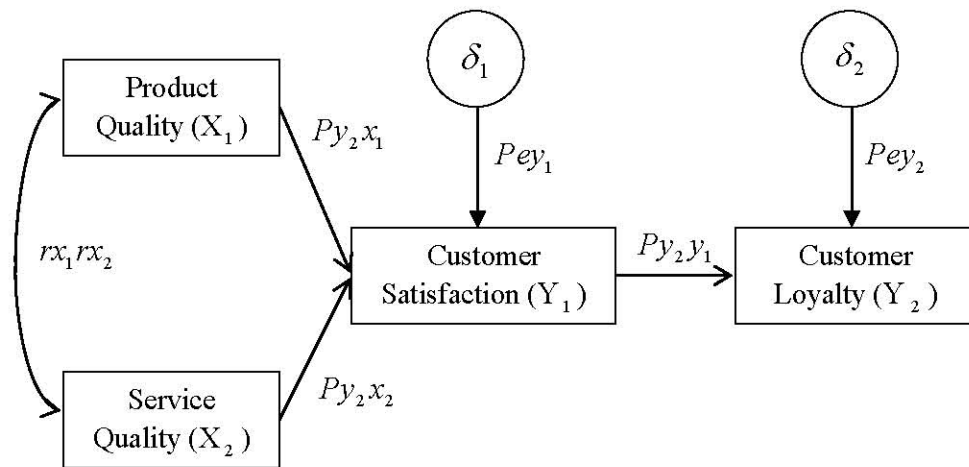 δ₁
δ₂
Product
Quality (X₁)
Py₂x₁
Pey₁
Pey₂
rx₁rx₂
Customer
Satisfaction (Y₁)
Py₂y₁
Customer
Loyalty (Y₂)
Py₂x₂
Service
Quality (X₂)